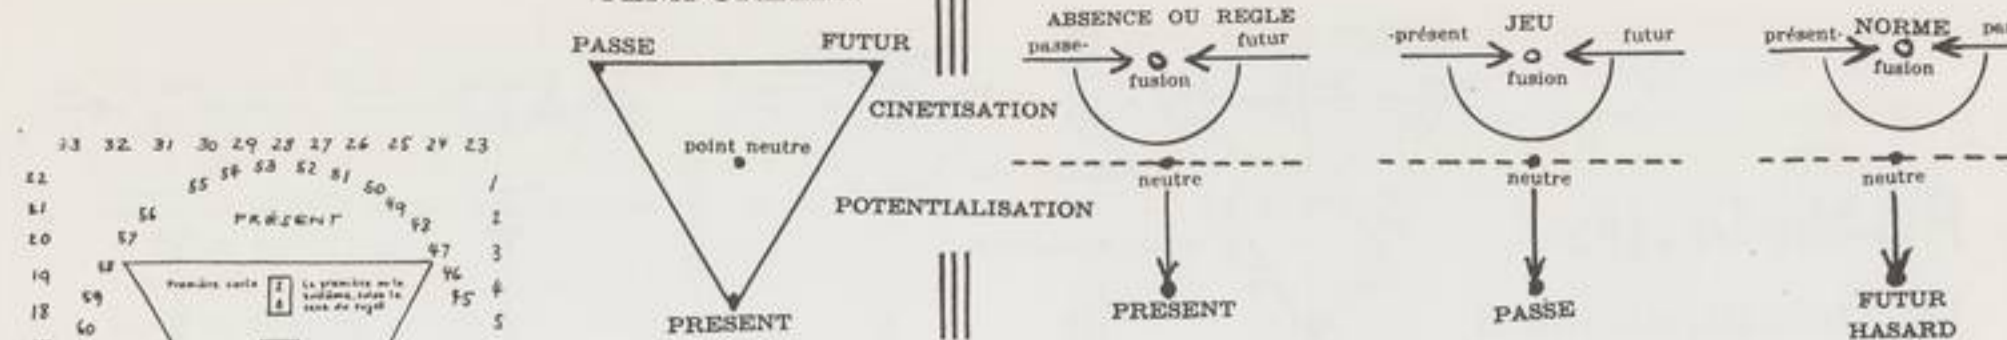 PASSE FUTUR
point neutre
PRESENT
CINETISATION
POTENTIALISATION
ABSENCE OU REGLE
passe- futur
fusion
neutre
PRESENT
JEU
-présent futur
fusion
neutre
PASSE
NORME
présent-
fusion
neutre
FUTUR
HASARD
33 32 31 30 29 28 27 26 25 24 23
55 54 53 52 51 50 49 48 47 46 45
56
57
58
59
60
22
21
20
19
18
1
2
3
4
5
PRÉSENT
Première carte